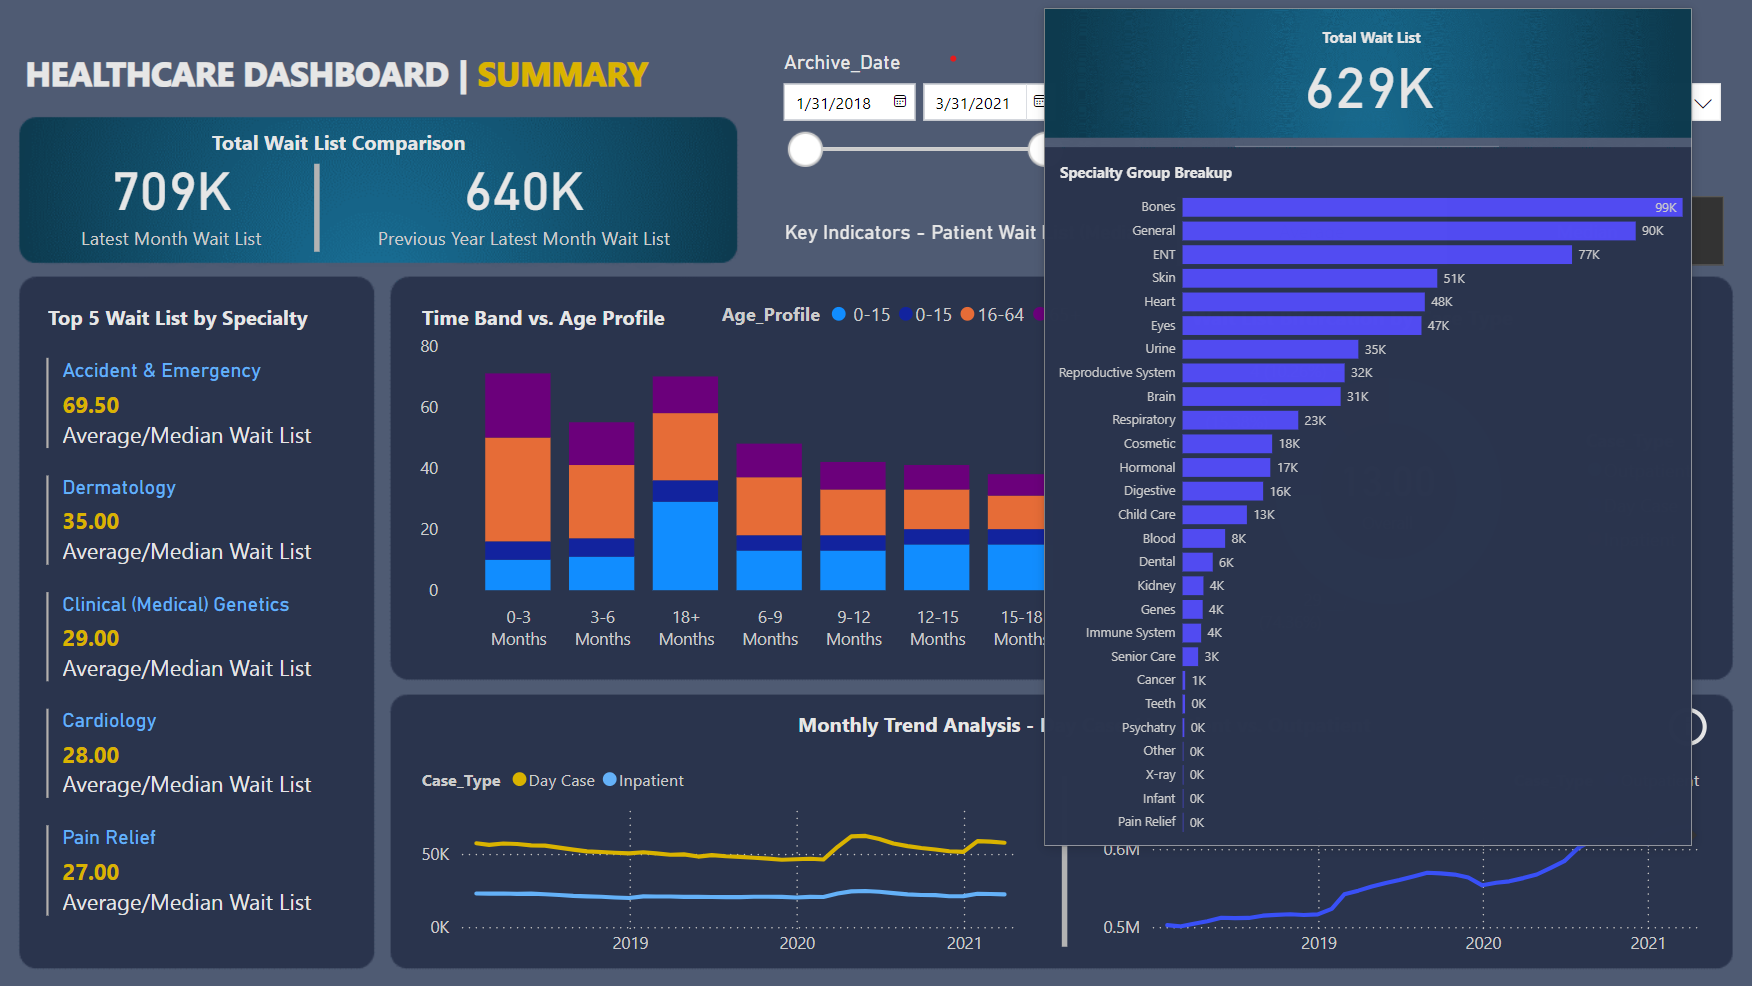 HEALTHCARE DASHBOARD | SUMMARY
Total Wait List Comparison
709K
Latest Month Wait List
640K
Previous Year Latest Month Wait List
Archive_Date
1/31/2018
3/31/2021
Key Indicators - Patient Wait
Total Wait List
629K
Specialty Group Breakup
Bones 99K
General 90K
ENT 77K
Skin 51K
Heart 48K
Eyes 47K
Urine 35K
Reproductive System 32K
Brain 31K
Respiratory 23K
Cosmetic 18K
Hormonal 17K
Digestive 16K
Child Care 13K
Blood 8K
Dental 6K
Kidney 4K
Genes 4K
Immune System 4K
Senior Care 3K
Cancer 1K
Teeth 0K
Psychatry 0K
Other 0K
X-ray 0K
Infant 0K
Pain Relief 0K
Top 5 Wait List by Specialty
Accident & Emergency
69.50
Average/Median Wait List
Dermatology
35.00
Average/Median Wait List
Clinical (Medical) Genetics
29.00
Average/Median Wait List
Cardiology
28.00
Average/Median Wait List
Pain Relief
27.00
Average/Median Wait List
Time Band vs. Age Profile
Age_Profile 0-15 0-15 16-64
80
60
40
20
0
0-3 Months
3-6 Months
18+ Months
6-9 Months
9-12 Months
12-15 Months
15-18 Months
Monthly Trend Analysis -
Case_Type Day Case Inpatient
50K
0K
2019 2020 2021
0.6M
0.5M
2019 2020 2021